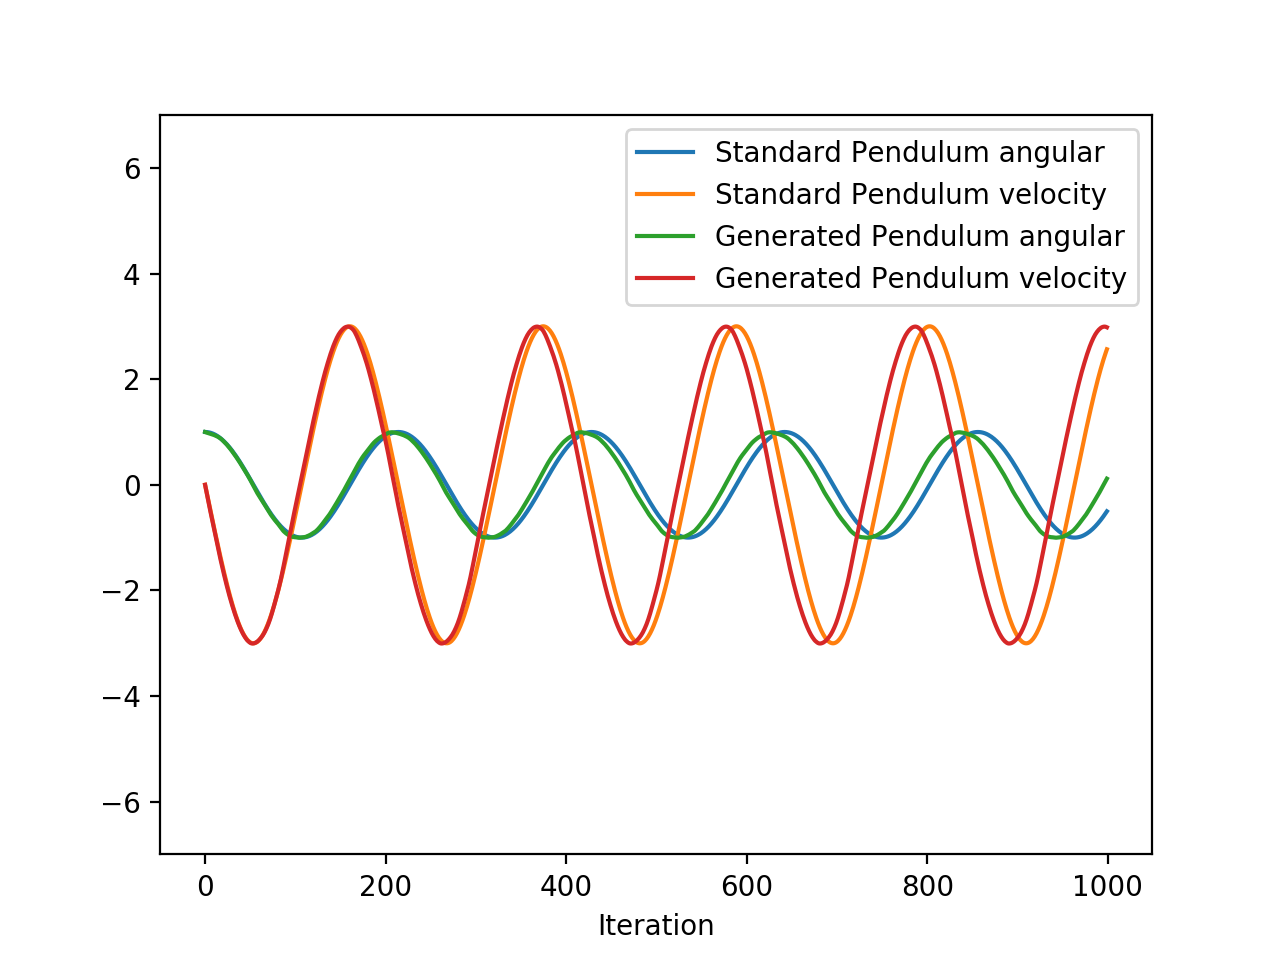 Standard Pendulum angular
Standard Pendulum velocity
Generated Pendulum angular
Generated Pendulum velocity
6
4
2
0
−2
−4
−6
0 200 400 600 800 1000
Iteration